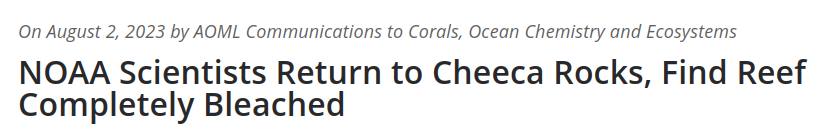 On August 2, 2023 by AOML Communications to Corals, Ocean Chemistry and Ecosystems
NOAA Scientists Return to Cheeca Rocks, Find Reef
Completely Bleached